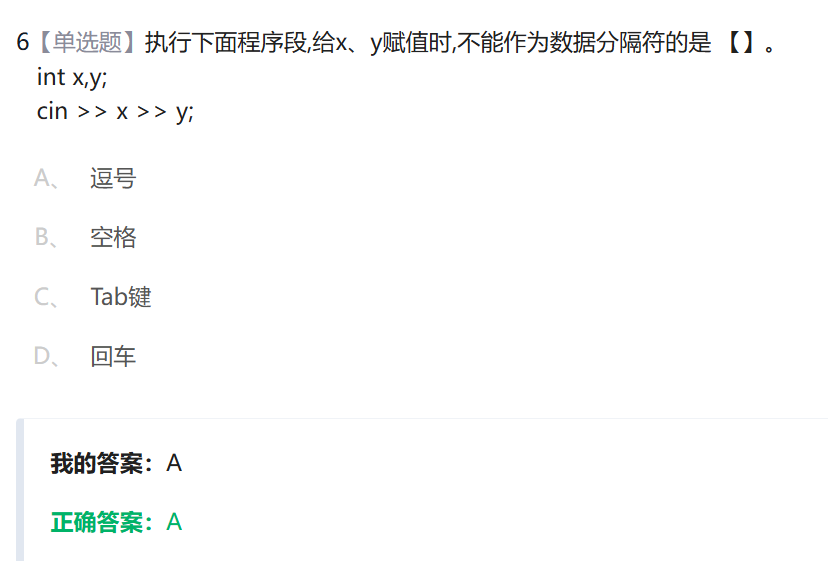 6【单选题】执行下面程序段,给x、y赋值时,不能作为数据分隔符的是 【】。
int x,y;
cin >> x >> y;
A、 逗号
B、 空格
C、 Tab键
D、 回车
我的答案：A
正确答案：A